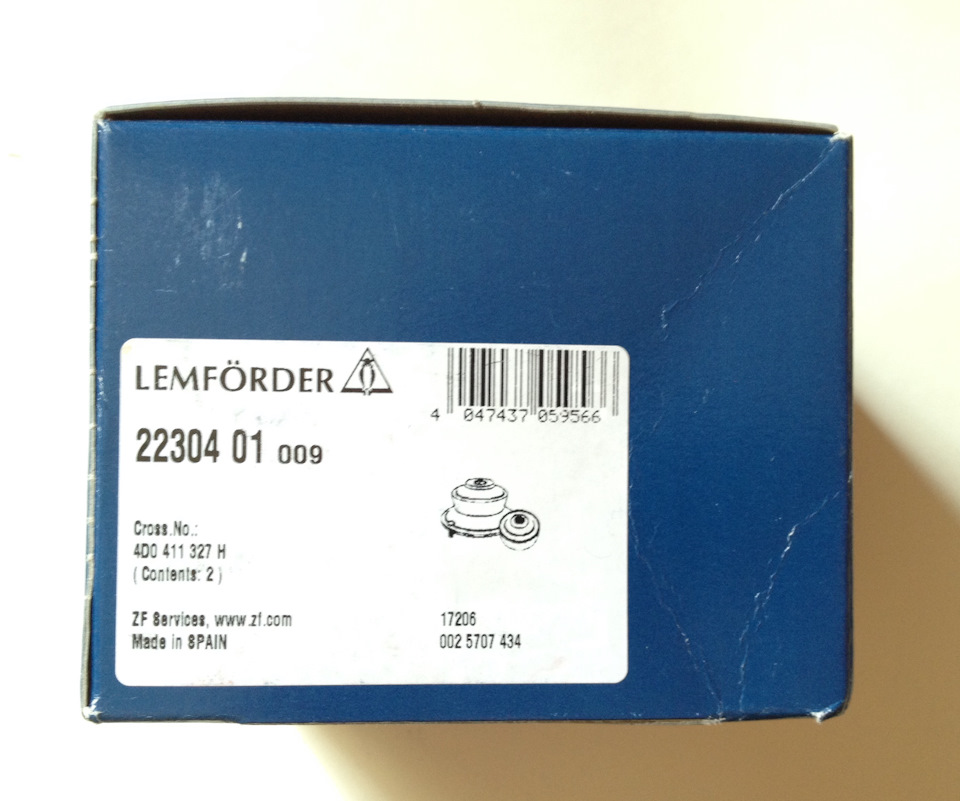 LEMFÖRDER
4 047437 059566
22304 01 009
Cross.No.:
4D0 411 327 H
( Contents: 2 )
ZF Services, www.zf.com
Made in SPAIN
17206
002 5707 434